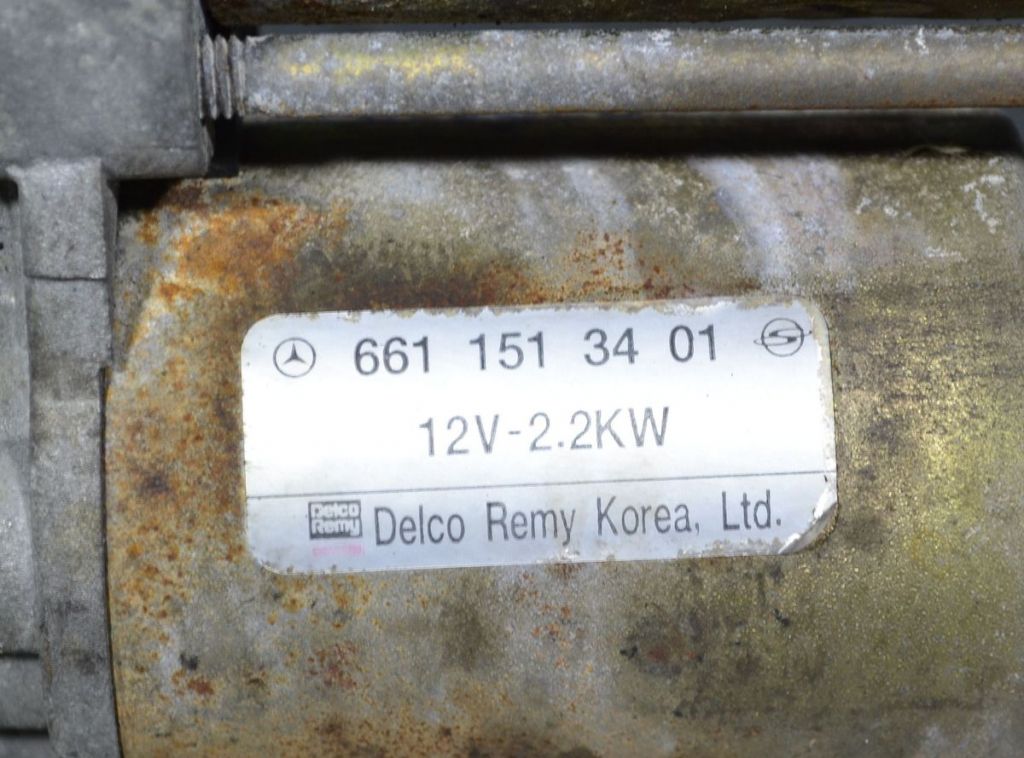 661 151 34 01
12V-2.2KW
Delco
Remy
Delco Remy Korea, Ltd.